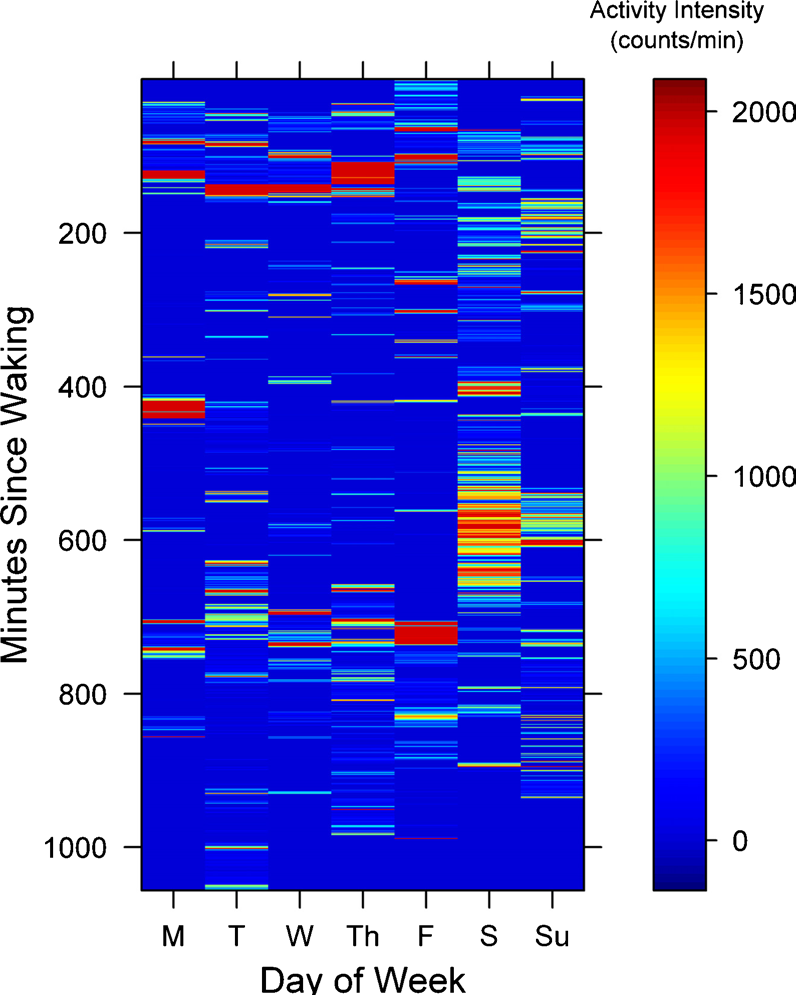 Activity Intensity
(counts/min)
2000
1500
1000
500
0
Minutes Since Waking
200
400
600
800
1000
M T W Th F S Su
Day of Week